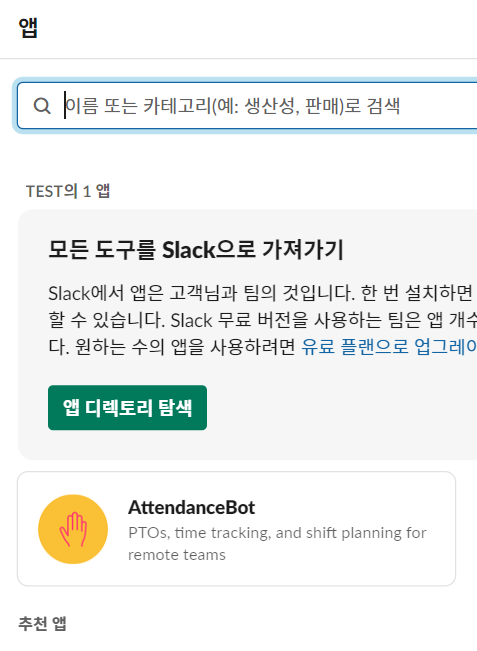 앱
이름 또는 카테고리(예: 생산성, 판매)로 검색
TEST의 1 앱
모든 도구를 Slack으로 가져가기
Slack에서 앱은 고객님과 팀의 것입니다. 한 번 설치하면
할 수 있습니다. Slack 무료 버전을 사용하는 팀은 앱 개수
다. 원하는 수의 앱을 사용하려면 유료 플랜으로 업그레이
앱 디렉토리 탐색
AttendanceBot
PTOs, time tracking, and shift planning for
remote teams
추천 앱